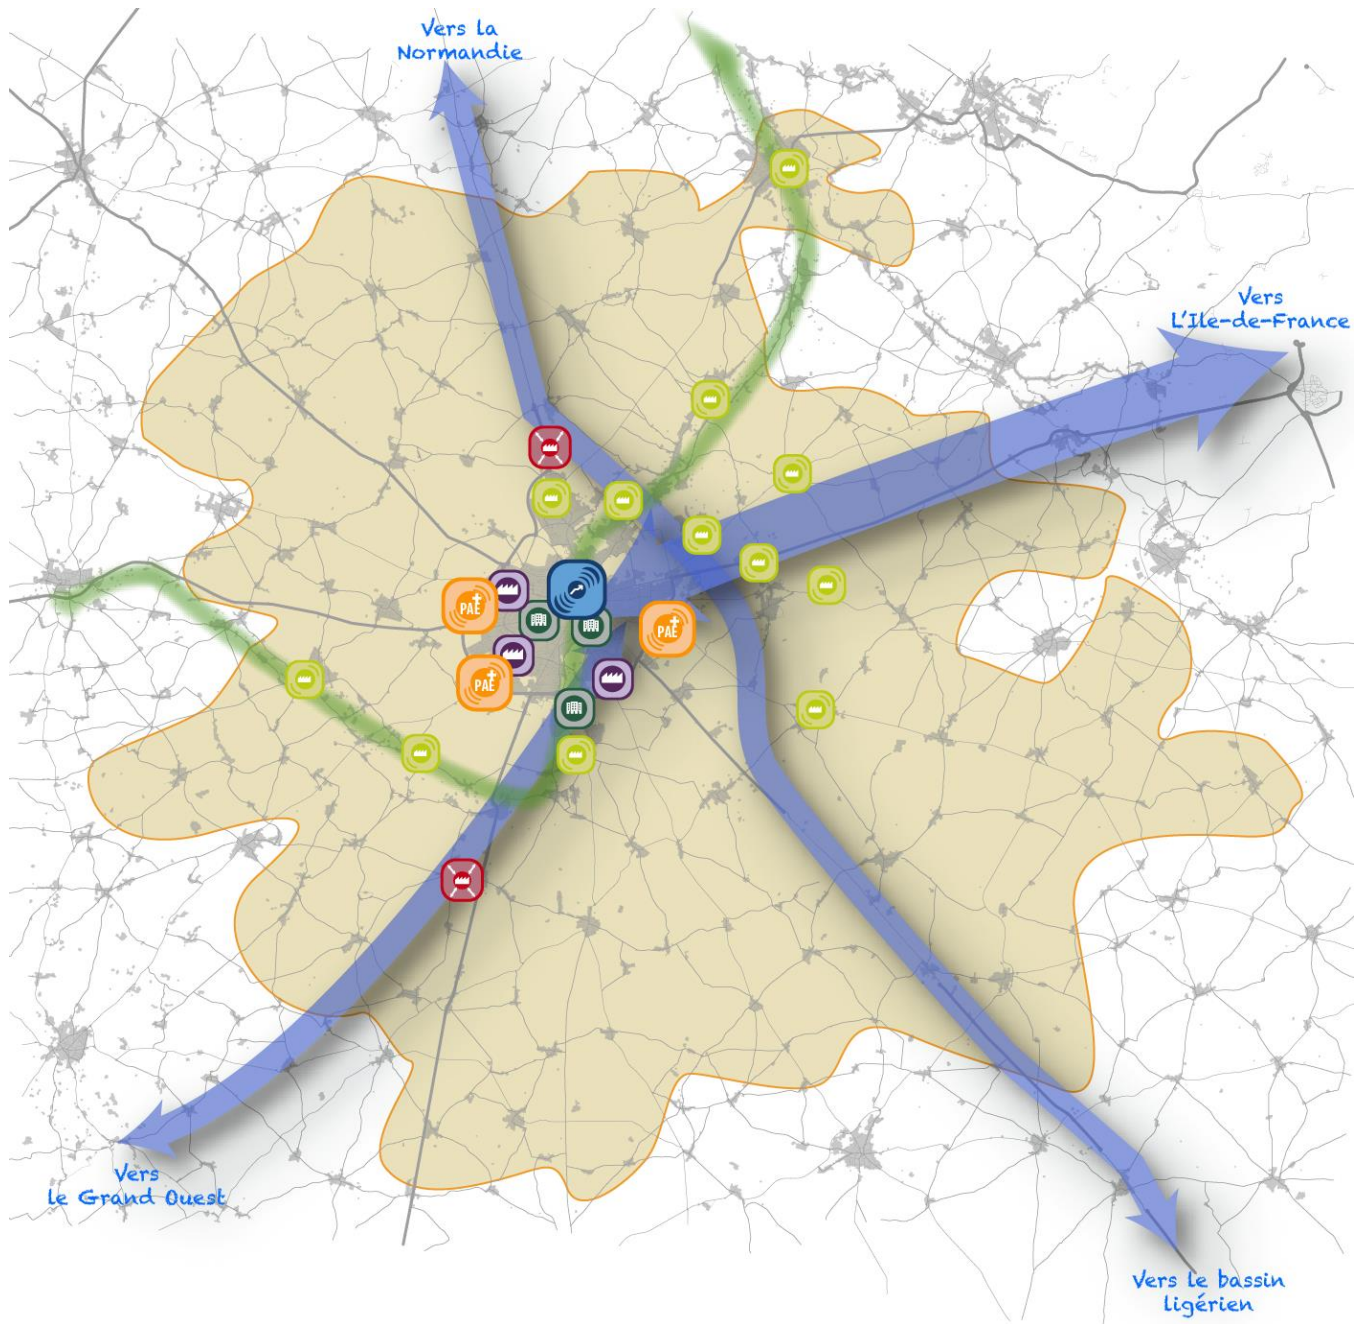 Vers la
Normandie
Vers
L'Ile-de-France
PAE
PAE
PAE
Vers
le Grand Ouest
Vers le bassin
ligérien